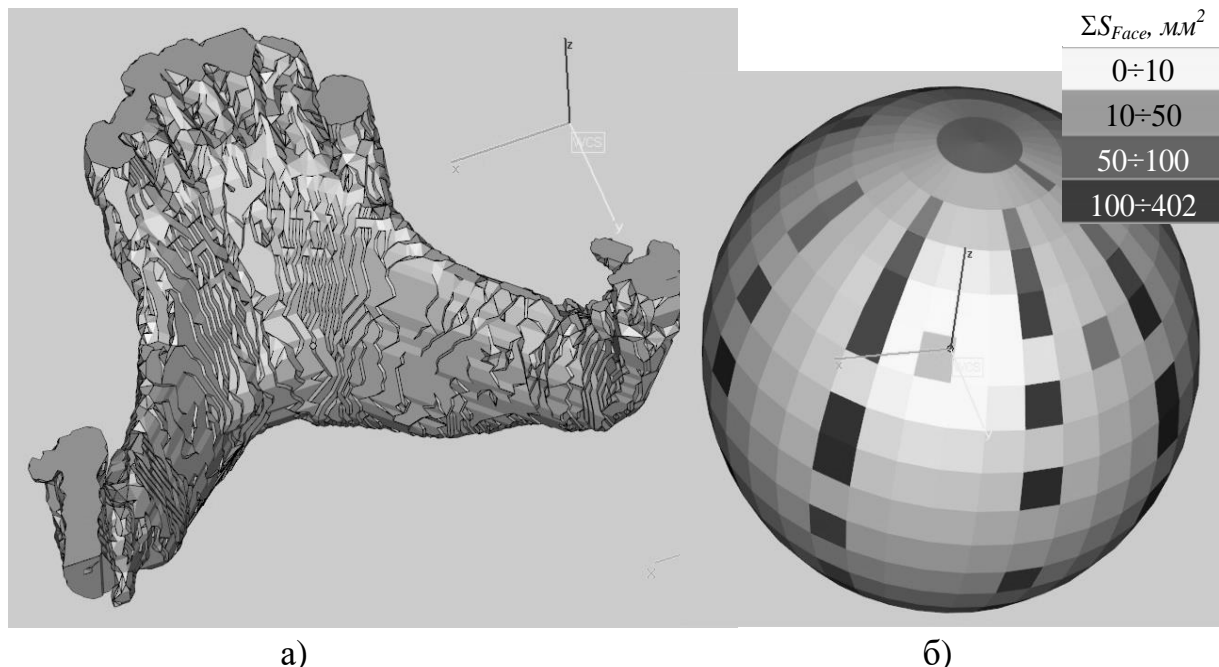 z
WCS
x
y
X
ΣS_Face, мм²
0÷10
10÷50
50÷100
100÷402
z
x
WCS
y
а)
б)